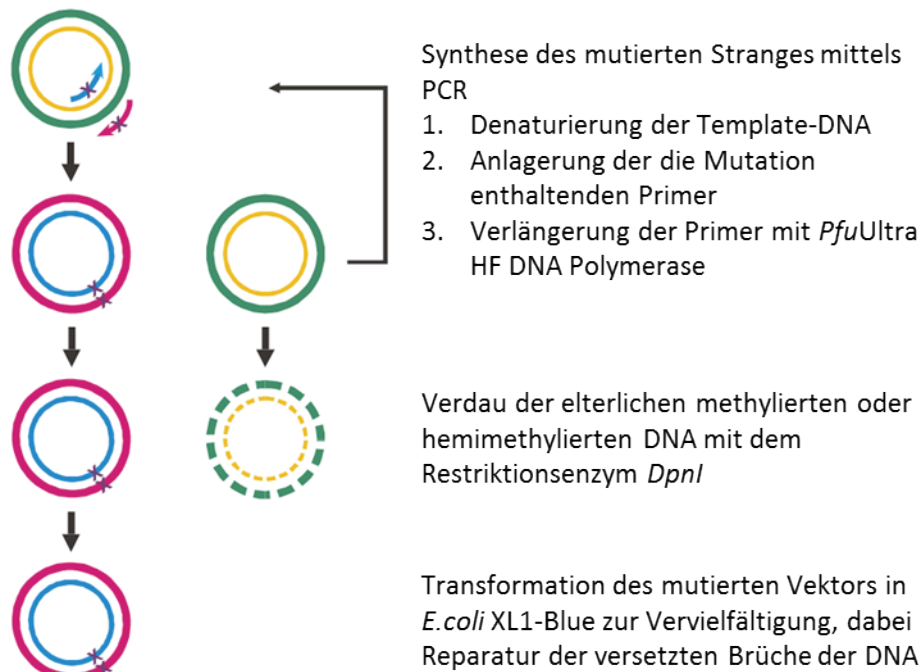 Synthese des mutierten Stranges mittels
PCR
1. Denaturierung der Template-DNA
2. Anlagerung der die Mutation
enthaltenden Primer
3. Verlängerung der Primer mit PfuUltra
HF DNA Polymerase
Verdau der elterlichen methylierten oder
hemimethylierten DNA mit dem
Restriktionsenzym DpnI
Transformation des mutierten Vektors in
E.coli XL1-Blue zur Vervielfältigung, dabei
Reparatur der versetzten Brüche der DNA